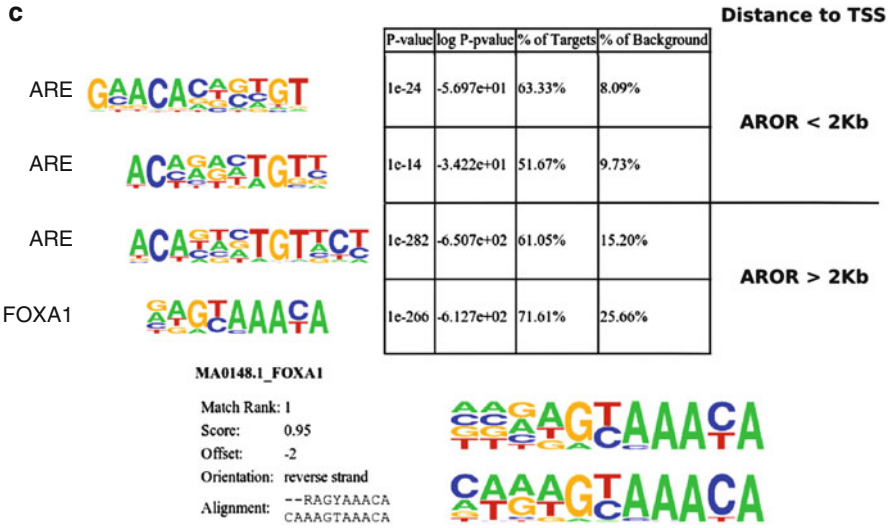 c
Distance to TSS
P-value log P-pvalue % of Targets % of Background
ARE 1e-24 -5.697e+01 63.33% 8.09%
AROR < 2Kb
ARE 1e-14 -3.422e+01 51.67% 9.73%
ARE 1e-282 -6.507e+02 61.05% 15.20%
AROR > 2Kb
FOXA1 1e-266 -6.127e+02 71.61% 25.66%
MA0148.1_FOXA1
Match Rank: 1
Score: 0.95
Offset: -2
Orientation: reverse strand
Alignment: --RAGYAAACA
CAAAGTAAACA